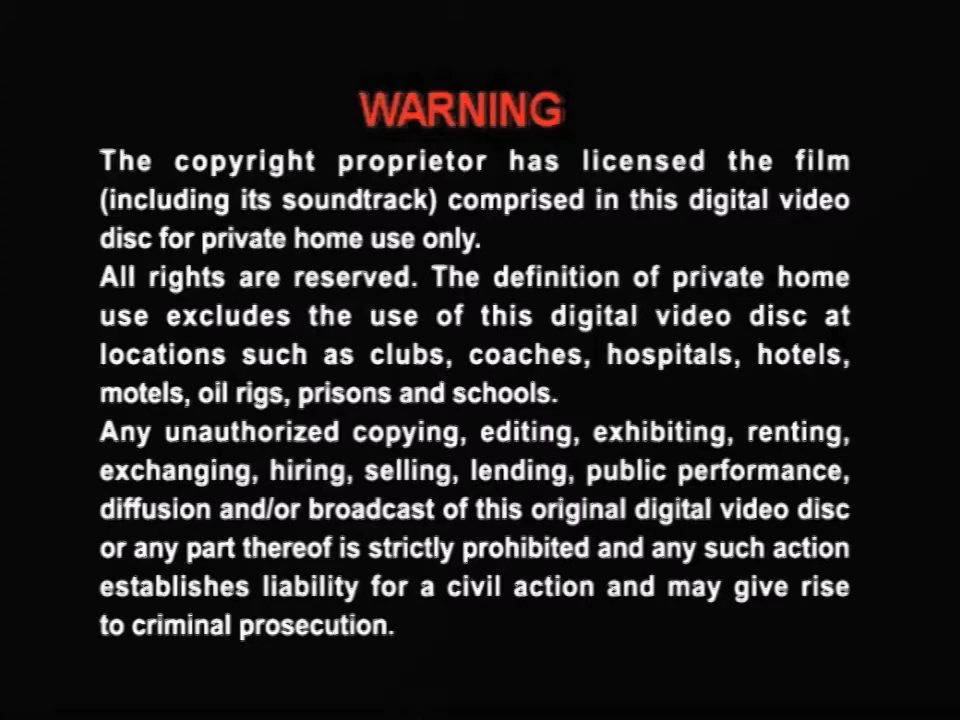 WARNING
The copyright proprietor has licensed the film
(including its soundtrack) comprised in this digital video
disc for private home use only.
All rights are reserved. The definition of private home
use excludes the use of this digital video disc at
locations such as clubs, coaches, hospitals, hotels,
motels, oil rigs, prisons and schools.
Any unauthorized copying, editing, exhibiting, renting,
exchanging, hiring, selling, lending, public performance,
diffusion and/or broadcast of this original digital video disc
or any part thereof is strictly prohibited and any such action
establishes liability for a civil action and may give rise
to criminal prosecution.